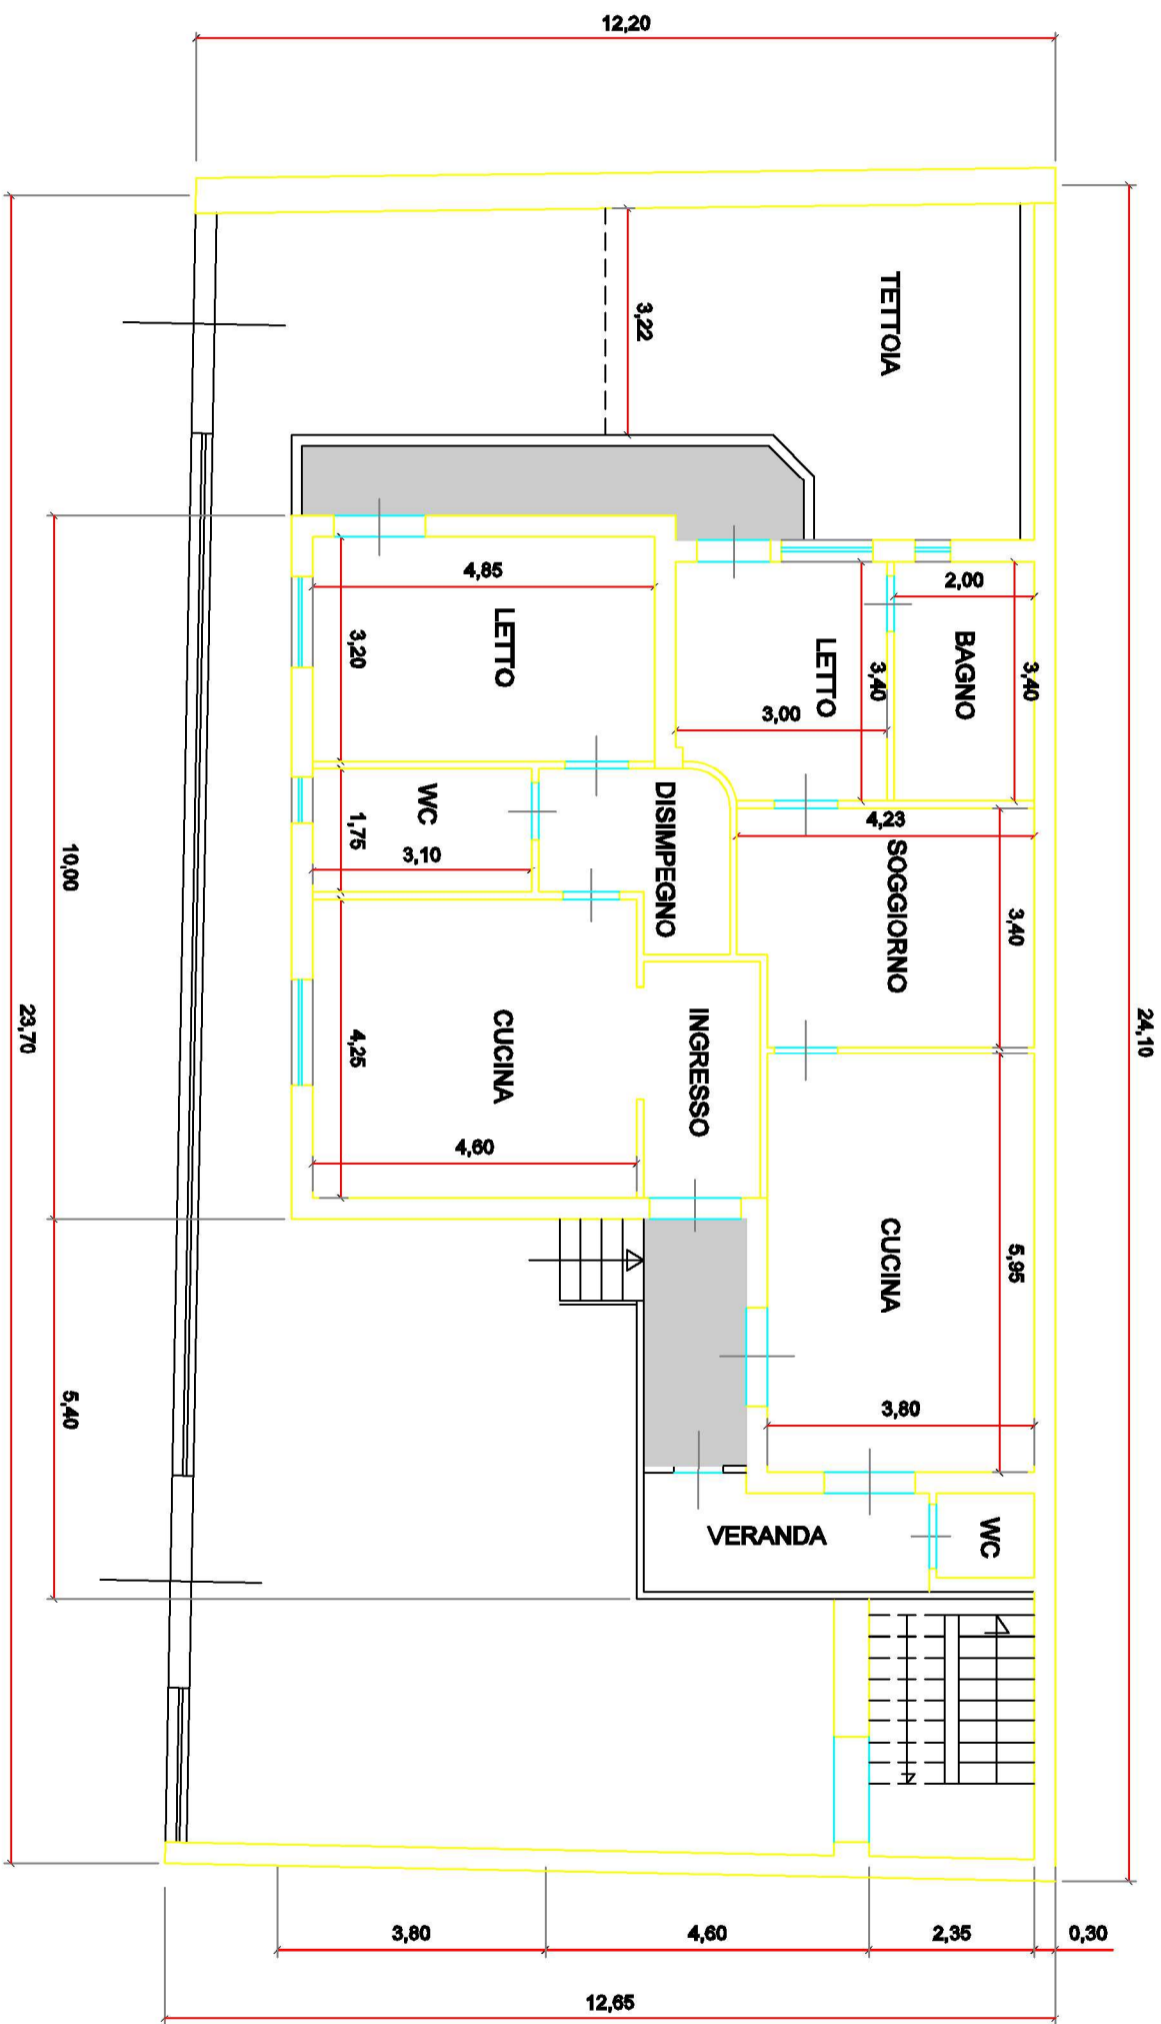 12,20
TETTOIA
3,22
4,85
2,00
LETTO
3,20
LETTO
3,40
BAGNO
3,40
3,00
WC
1,75
3,10
DISIMPEGNO
4,23
SOGGIORNO
3,40
10,00
23,70
24,10
CUCINA
4,25
INGRESSO
4,60
CUCINA
5,95
5,40
3,80
VERANDA
WC
3,80
4,60
2,35
0,30
12,65